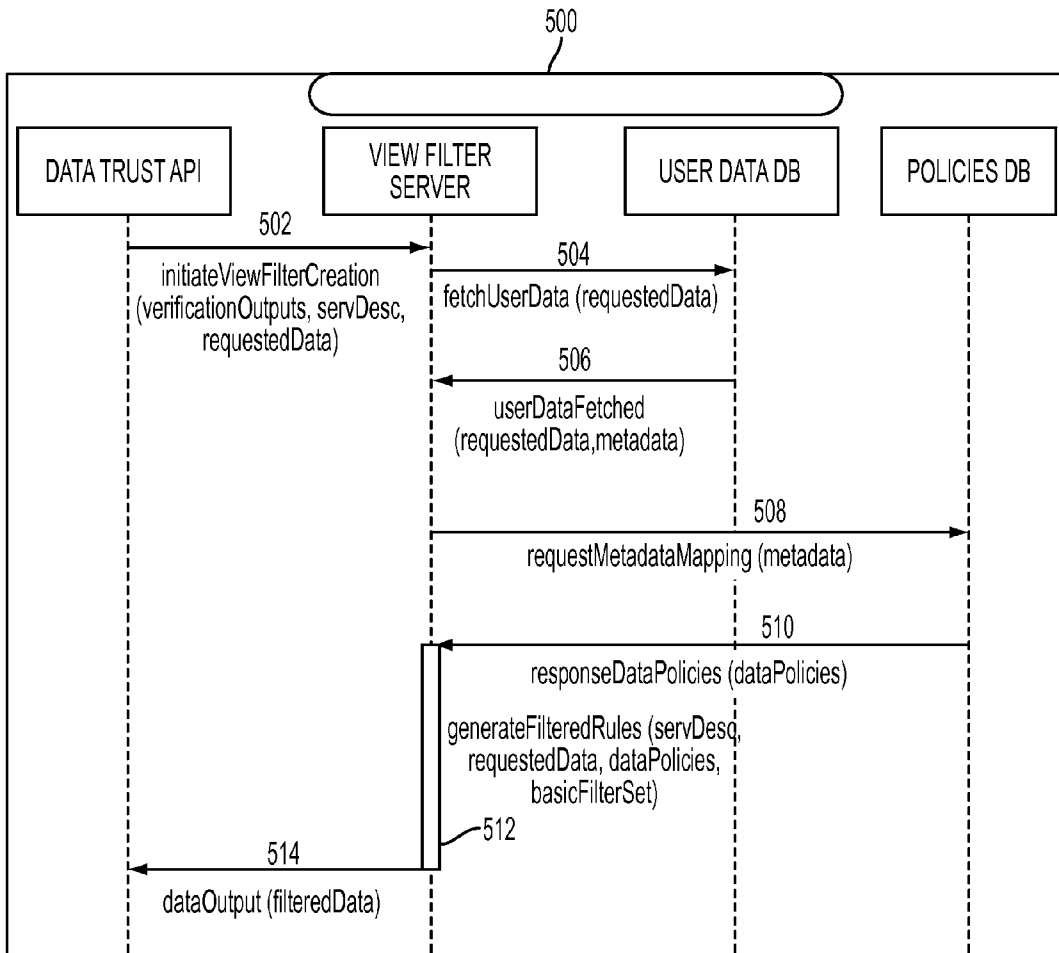 500
DATA TRUST API
VIEW FILTER
SERVER
USER DATA DB
POLICIES DB
502
initiateViewFilterCreation
(verificationOutputs, servDesc,
requestedData)
504
fetchUserData (requestedData)
506
userDataFetched
(requestedData,metadata)
508
requestMetadataMapping (metadata)
510
responseDataPolicies (dataPolicies)
generateFilteredRules (servDesc,
requestedData, dataPolicies,
basicFilterSet)
512
514
dataOutput (filteredData)